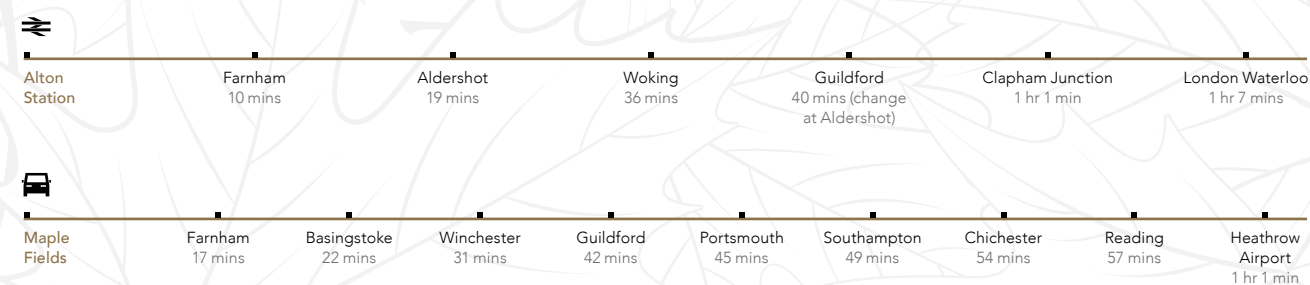 Alton
Station
Farnham
10 mins
Aldershot
19 mins
Woking
36 mins
Guildford
40 mins (change
at Aldershot)
Clapham Junction
1 hr 1 min
London Waterloo
1 hr 7 mins
Maple
Fields
Farnham
17 mins
Basingstoke
22 mins
Winchester
31 mins
Guildford
42 mins
Portsmouth
45 mins
Southampton
49 mins
Chichester
54 mins
Reading
57 mins
Heathrow
Airport
1 hr 1 min